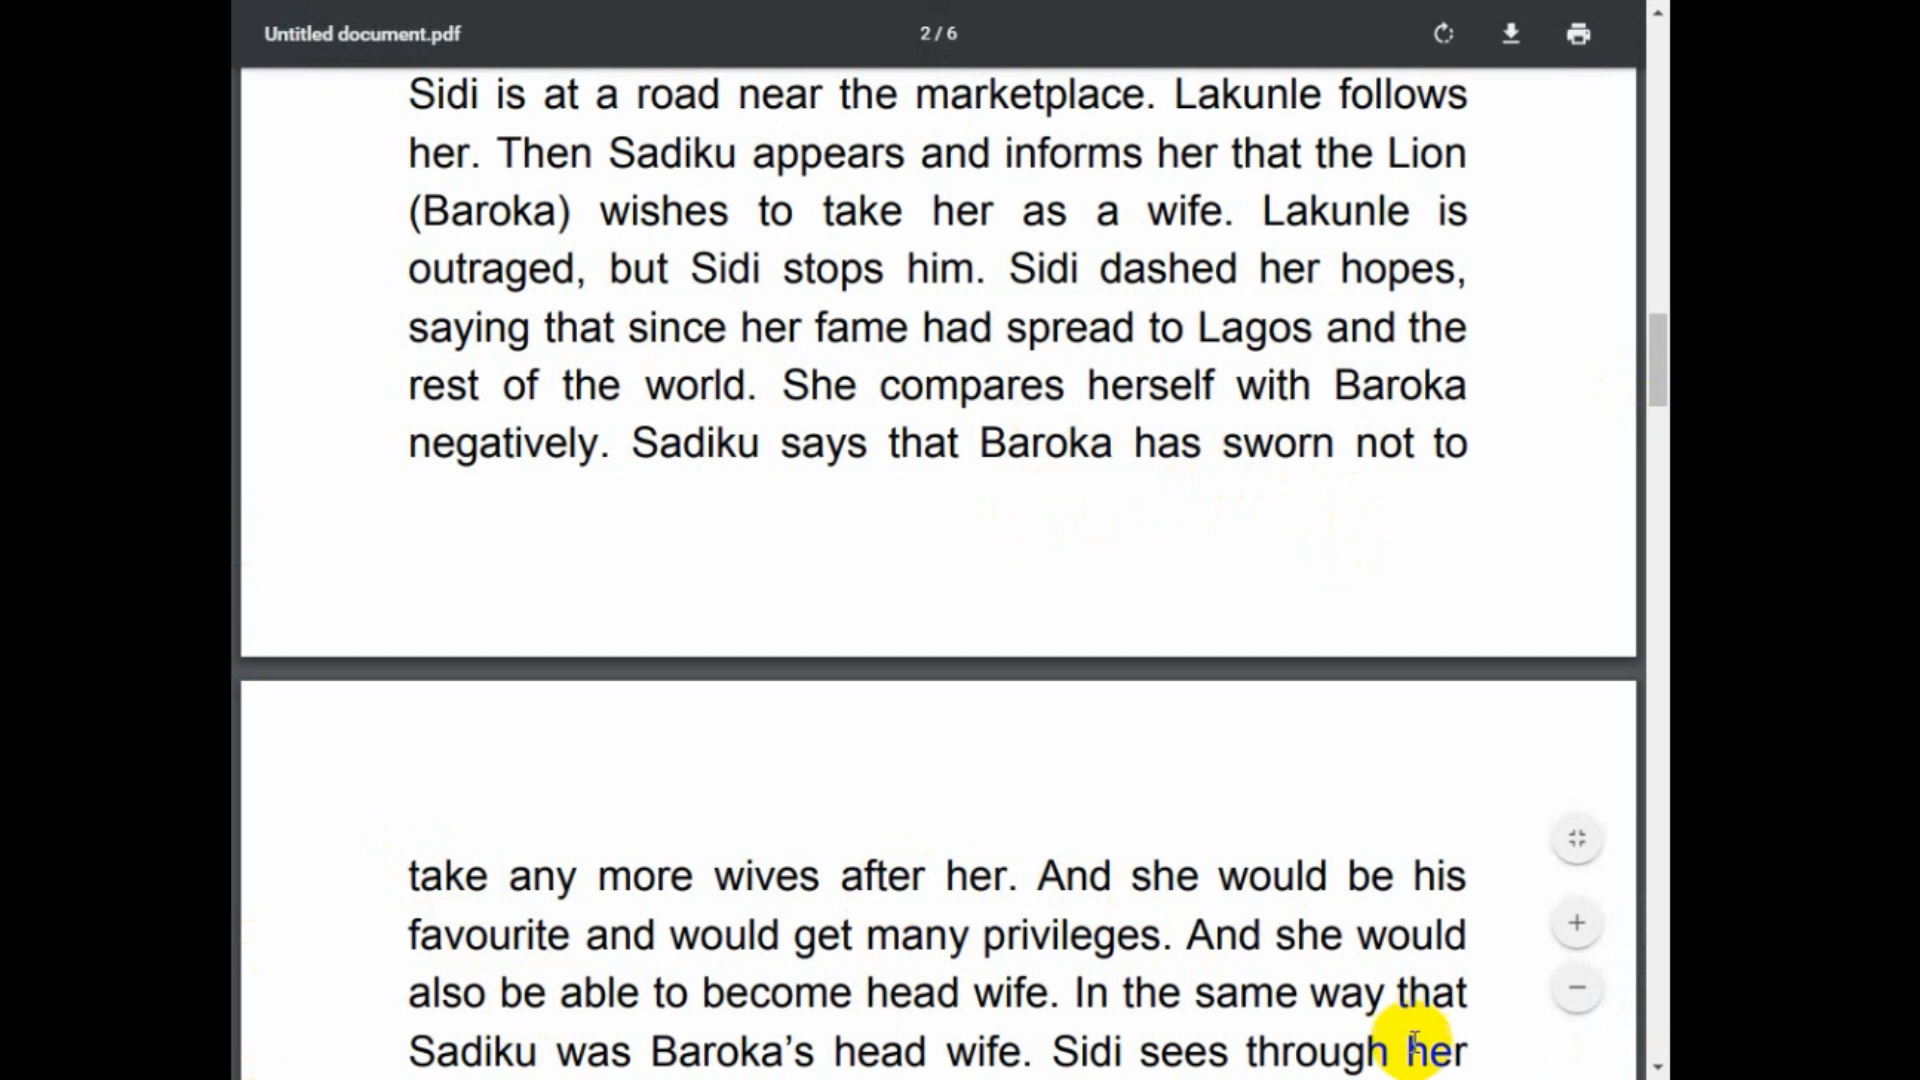 Untitled document.pdf
2 / 6
Sidi is at a road near the marketplace. Lakunle follows
her. Then Sadiku appears and informs her that the Lion
(Baroka) wishes to take her as a wife. Lakunle is
outraged, but Sidi stops him. Sidi dashed her hopes,
saying that since her fame had spread to Lagos and the
rest of the world. She compares herself with Baroka
negatively. Sadiku says that Baroka has sworn not to
take any more wives after her. And she would be his
favourite and would get many privileges. And she would
also be able to become head wife. In the same way that
Sadiku was Baroka’s head wife. Sidi sees through her